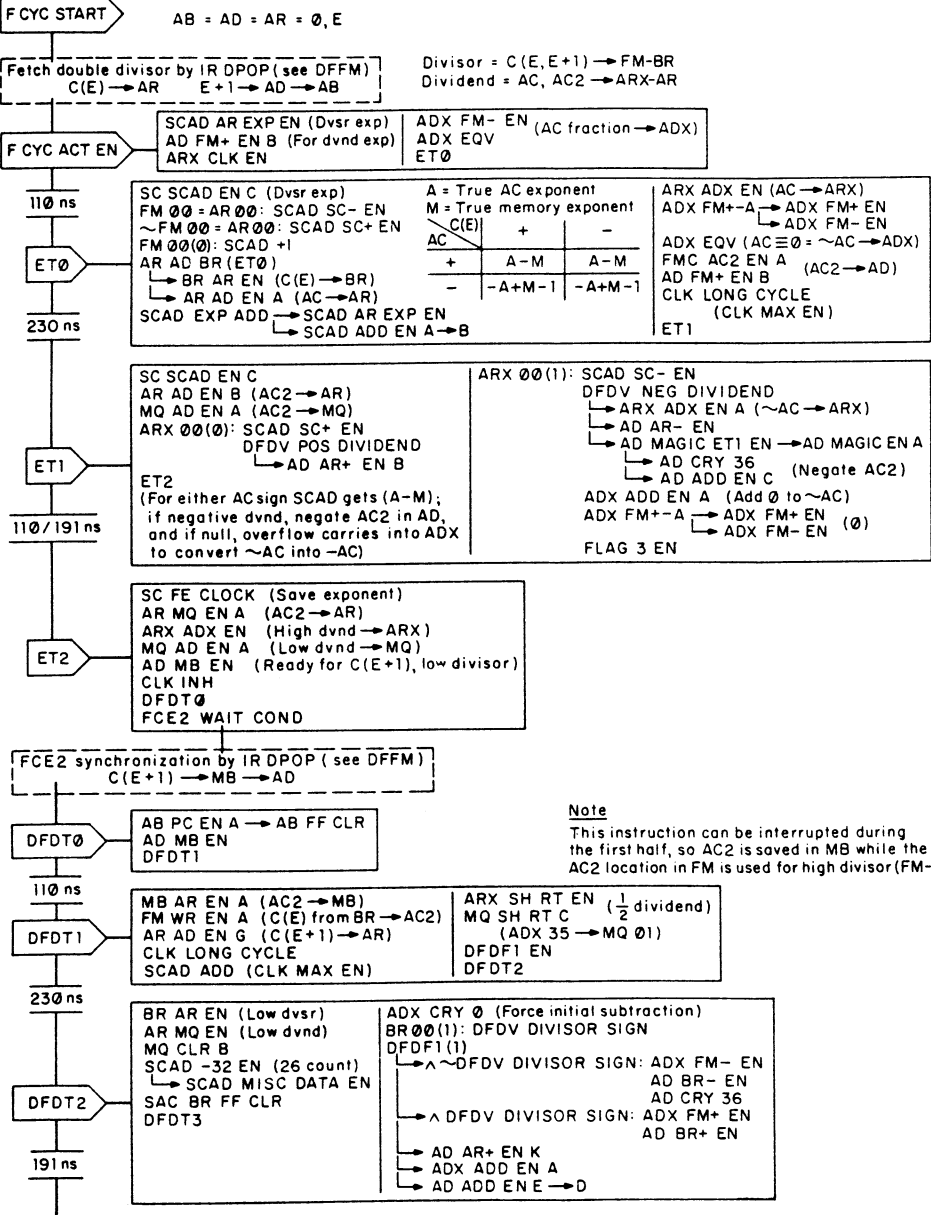 F CYC START
AB = AD = AR = Ø, E
Fetch double divisor by IR DPOP (see DFFM)
C(E) → AR E+1 → AD → AB
Divisor = C(E, E+1) → FM-BR
Dividend = AC, AC2 → ARX-AR
F CYC ACT EN
SCAD AR EXP EN (Dvsr exp)
AD FM+ EN B (For dvnd exp)
ARX CLK EN
ADX FM- EN (AC fraction → ADX)
ADX EQV
ETØ
11Ø ns
ETØ
SC SCAD EN C (Dvsr exp)
FM ØØ = AR ØØ: SCAD SC- EN
~FM ØØ = AR ØØ: SCAD SC+ EN
FM ØØ(Ø): SCAD +1
AR AD BR (ETØ)
→ BR AR EN (C(E) → BR)
→ AR AD EN A (AC → AR)
SCAD EXP ADD → SCAD AR EXP EN
→ SCAD ADD EN A → B
A = True AC exponent
M = True memory exponent
C(E) + -
AC
+ A-M A-M
- -A+M-1 -A+M-1
ARX ADX EN (AC → ARX)
ADX FM+-A → ADX FM+ EN
→ ADX FM- EN
ADX EQV (AC ≡ Ø = ~AC → ADX)
FMC AC2 EN A
AD FM+ EN B (AC2 → AD)
CLK LONG CYCLE
(CLK MAX EN)
ET1
23Ø ns
ET1
SC SCAD EN C
AR AD EN B (AC2 → AR)
MQ AD EN A (AC2 → MQ)
ARX ØØ(Ø): SCAD SC+ EN
DFDV POS DIVIDEND
→ AD AR+ EN B
ET2
(For either AC sign SCAD gets (A-M);
if negative dvnd, negate AC2 in AD,
and if null, overflow carries into ADX
to convert ~AC into -AC)
ARX ØØ(1): SCAD SC- EN
DFDV NEG DIVIDEND
→ ARX ADX EN A (~AC → ARX)
→ AD AR- EN
→ AD MAGIC ET1 EN → AD MAGIC EN A
→ AD CRY 36
→ AD ADD EN C (Negate AC2)
ADX ADD EN A (Add Ø to ~AC)
ADX FM+-A → ADX FM+ EN
→ ADX FM- EN (Ø)
FLAG 3 EN
11Ø/191 ns
ET2
SC FE CLOCK (Save exponent)
AR MQ EN A (AC2 → AR)
ARX ADX EN (High dvnd → ARX)
MQ AD EN A (Low dvnd → MQ)
AD MB EN (Ready for C(E+1), low divisor)
CLK INH
DFDTØ
FCE2 WAIT COND
FCE2 synchronization by IR DPOP (see DFFM)
C(E+1) → MB → AD
DFDTØ
AB PC EN A → AB FF CLR
AD MB EN
DFDT1
Note
This instruction can be interrupted during
the first half, so AC2 is saved in MB while the
AC2 location in FM is used for high divisor (FM-
11Ø ns
DFDT1
MB AR EN A (AC2 → MB)
FM WR EN A (C(E) from BR → AC2)
AR AD EN G (C(E+1) → AR)
CLK LONG CYCLE
SCAD ADD (CLK MAX EN)
ARX SH RT EN (1/2 dividend)
MQ SH RT C
(ADX 35 → MQ Ø1)
DFDF1 EN
DFDT2
23Ø ns
DFDT2
BR AR EN (Low dvsr)
AR MQ EN (Low dvnd)
MQ CLR B
SCAD -32 EN (26 count)
→ SCAD MISC DATA EN
SAC BR FF CLR
DFDT3
ADX CRY Ø (Force initial subtraction)
BR ØØ(1): DFDV DIVISOR SIGN
DFDF1(1)
→ ∧ ~DFDV DIVISOR SIGN: ADX FM- EN
AD BR- EN
AD CRY 36
→ ∧ DFDV DIVISOR SIGN: ADX FM+ EN
AD BR+ EN
→ AD AR+ EN K
→ ADX ADD EN A
→ AD ADD EN E → D
191 ns